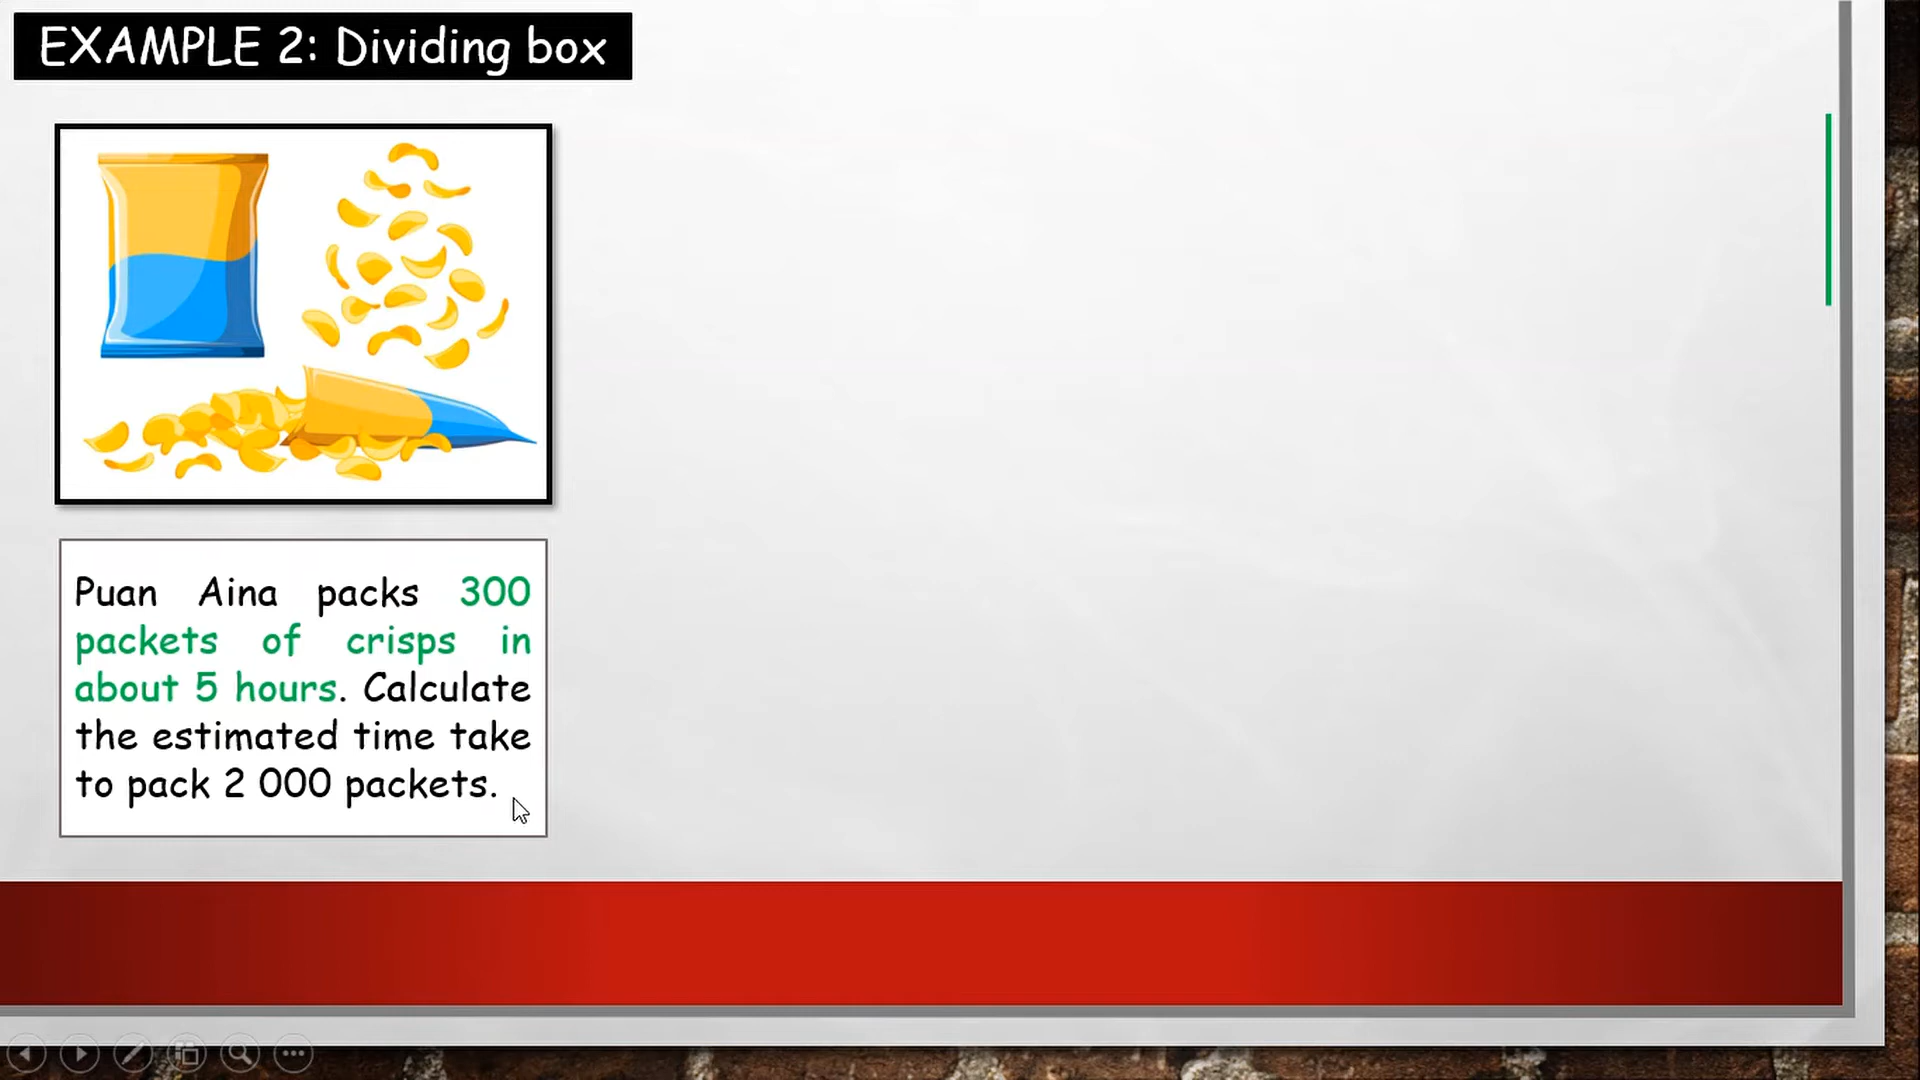 EXAMPLE 2: Dividing box
Puan Aina packs 300
packets of crisps in
about 5 hours. Calculate
the estimated time take
to pack 2 000 packets.